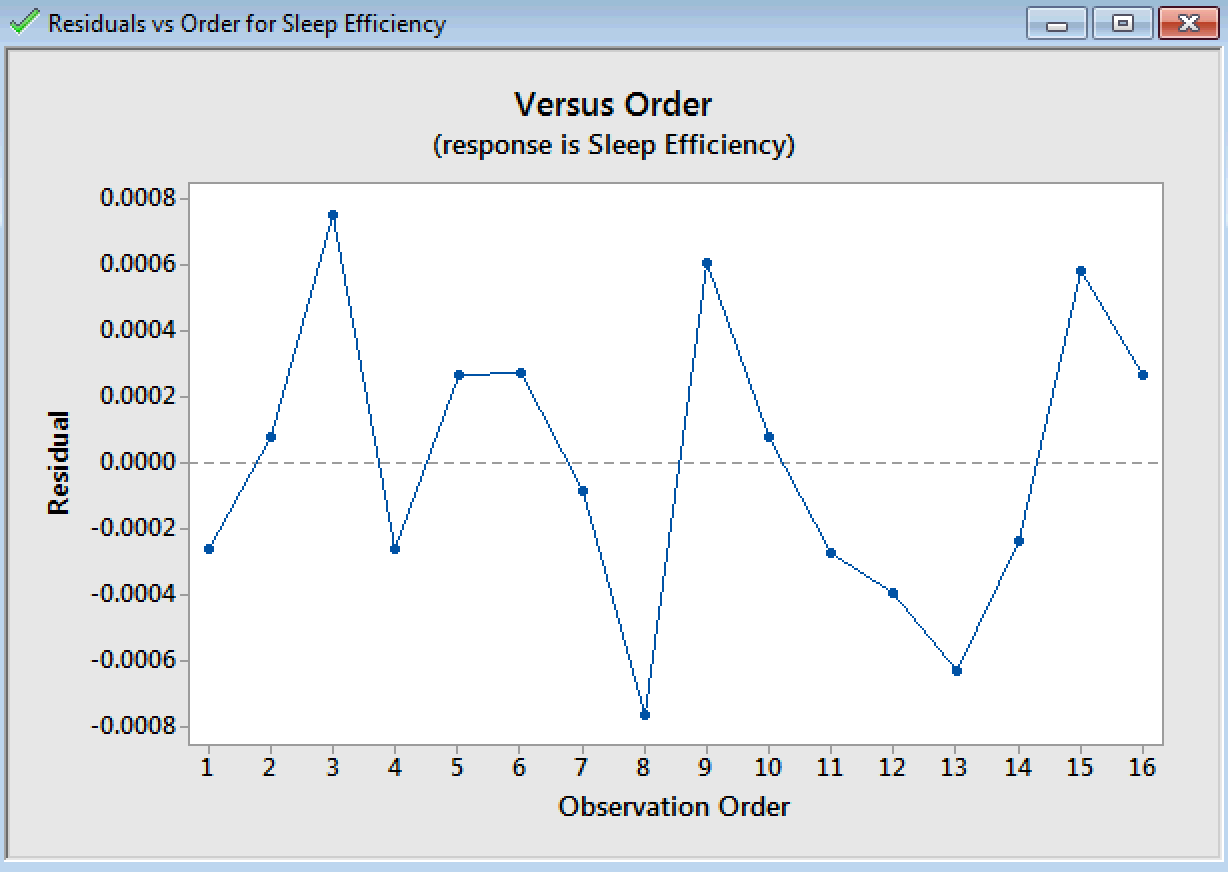 Residuals vs Order for Sleep Efficiency
Versus Order
(response is Sleep Efficiency)
0.0008
0.0006
0.0004
0.0002
0.0000
-0.0002
-0.0004
-0.0006
-0.0008
Residual
1 2 3 4 5 6 7 8 9 10 11 12 13 14 15 16
Observation Order